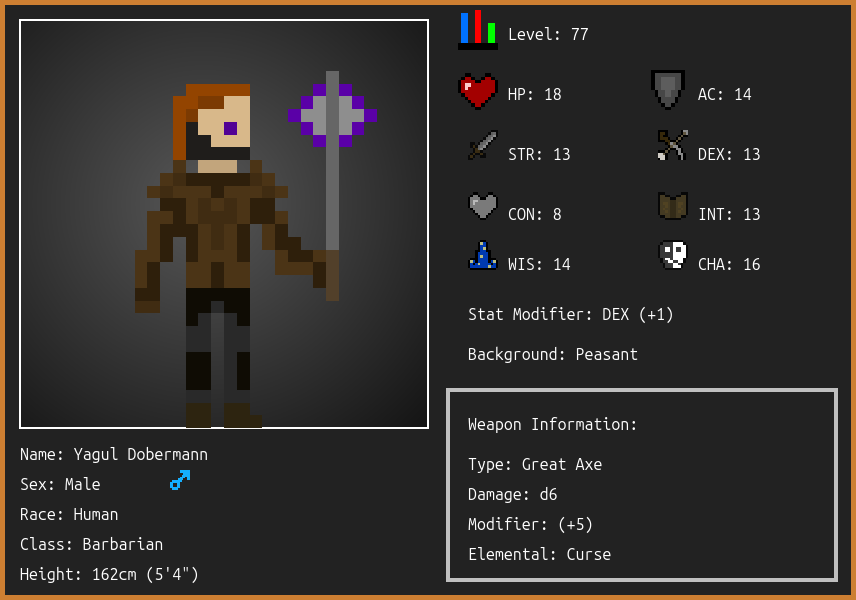 Level: 77
HP: 18
AC: 14
STR: 13
DEX: 13
CON: 8
INT: 13
WIS: 14
CHA: 16
Stat Modifier: DEX (+1)
Background: Peasant
Weapon Information:
Type: Great Axe
Damage: d6
Modifier: (+5)
Elemental: Curse
Name: Yagul Dobermann
Sex: Male
Race: Human
Class: Barbarian
Height: 162cm (5'4")